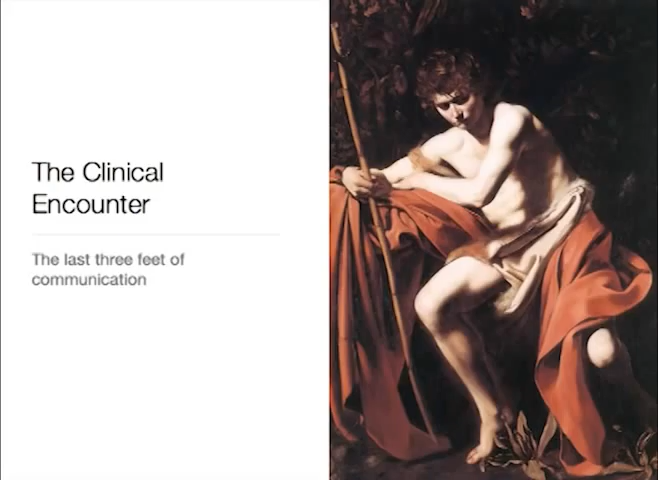 The Clinical
Encounter
The last three feet of
communication